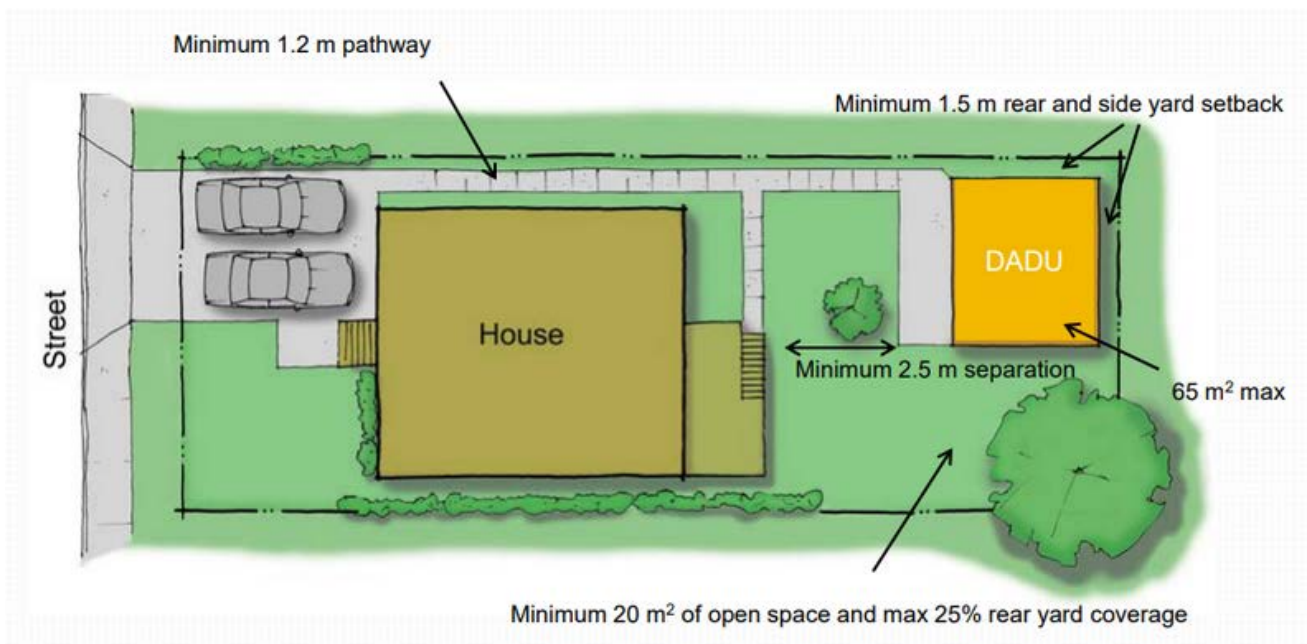 Minimum 1.2 m pathway
Minimum 1.5 m rear and side yard setback
DADU
Street
House
Minimum 2.5 m separation
65 m² max
Minimum 20 m² of open space and max 25% rear yard coverage